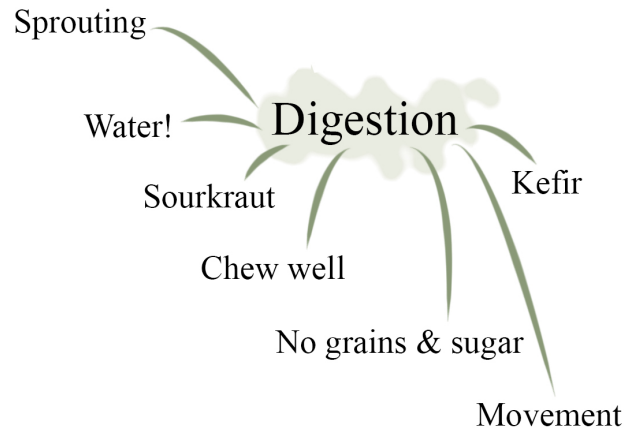 Sprouting
Digestion
Water!
Kefir
Sourkraut
Chew well
No grains & sugar
Movement